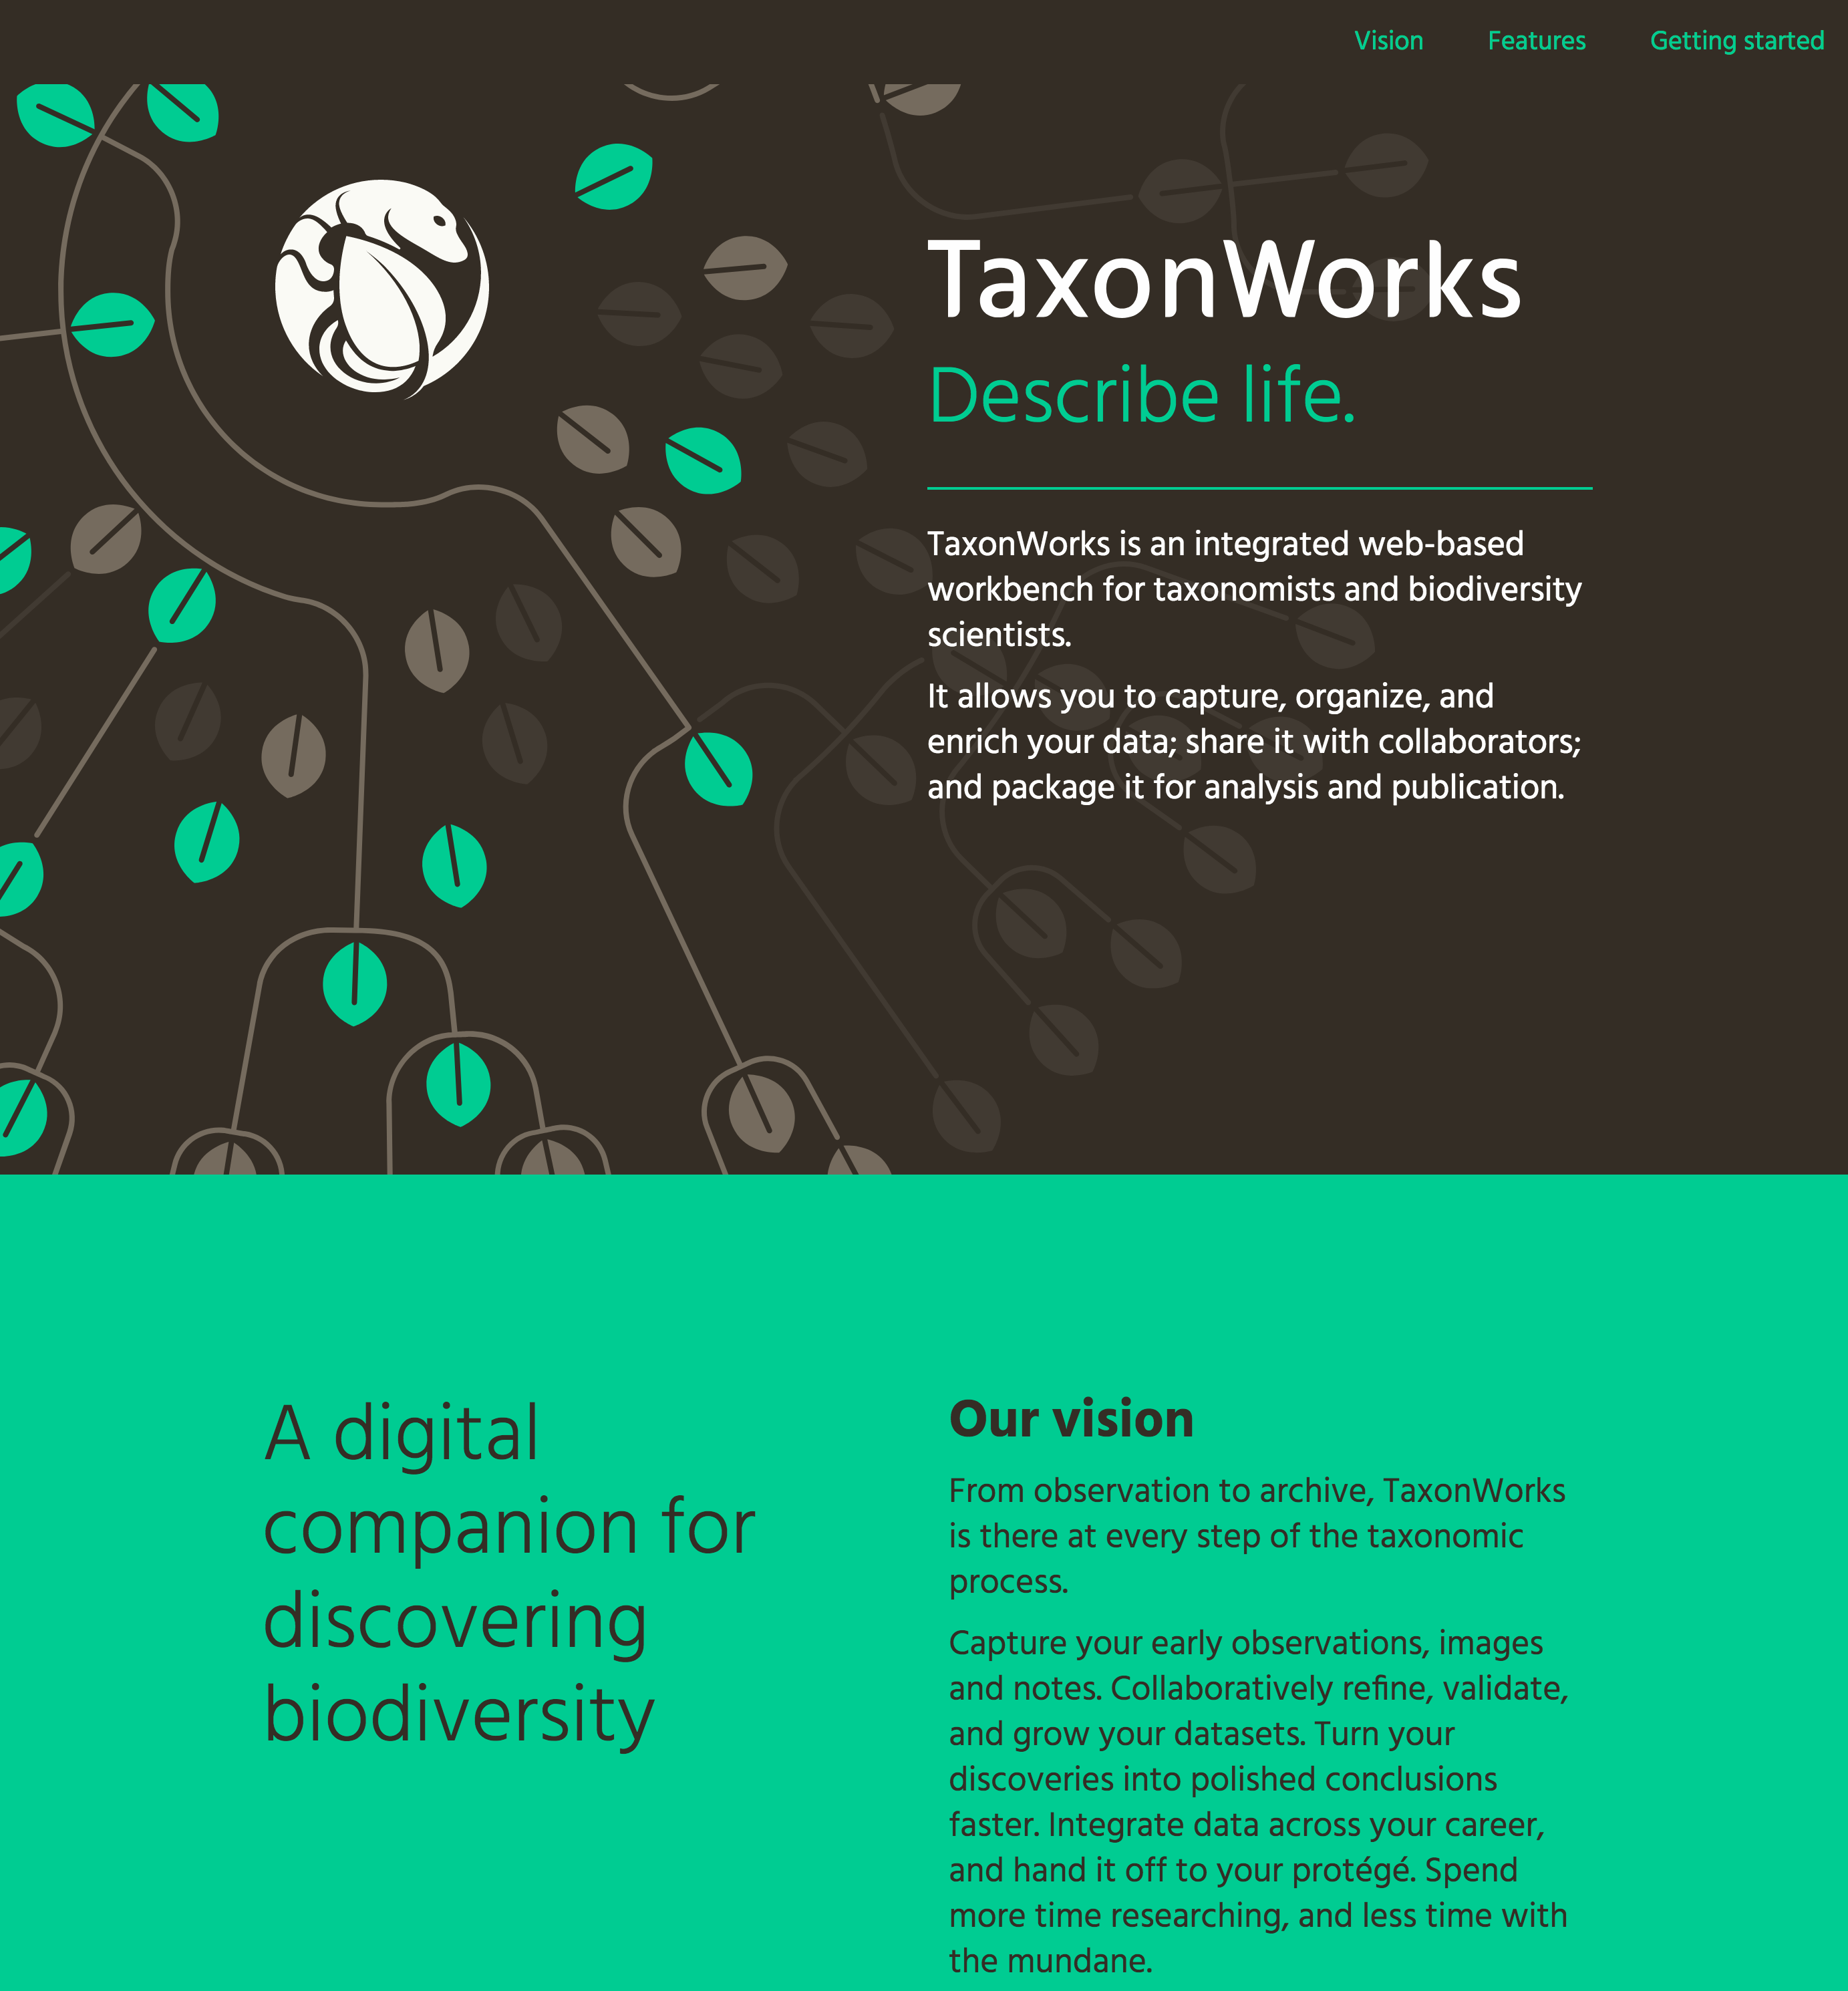 Vision Features Getting started
TaxonWorks
Describe life.
TaxonWorks is an integrated web-based
workbench for taxonomists and biodiversity
scientists.
It allows you to capture, organize, and
enrich your data; share it with collaborators;
and package it for analysis and publication.
A digital
companion for
discovering
biodiversity
Our vision
From observation to archive, TaxonWorks
is there at every step of the taxonomic
process.
Capture your early observations, images
and notes. Collaboratively refine, validate,
and grow your datasets. Turn your
discoveries into polished conclusions
faster. Integrate data across your career,
and hand it off to your protégé. Spend
more time researching, and less time with
the mundane.